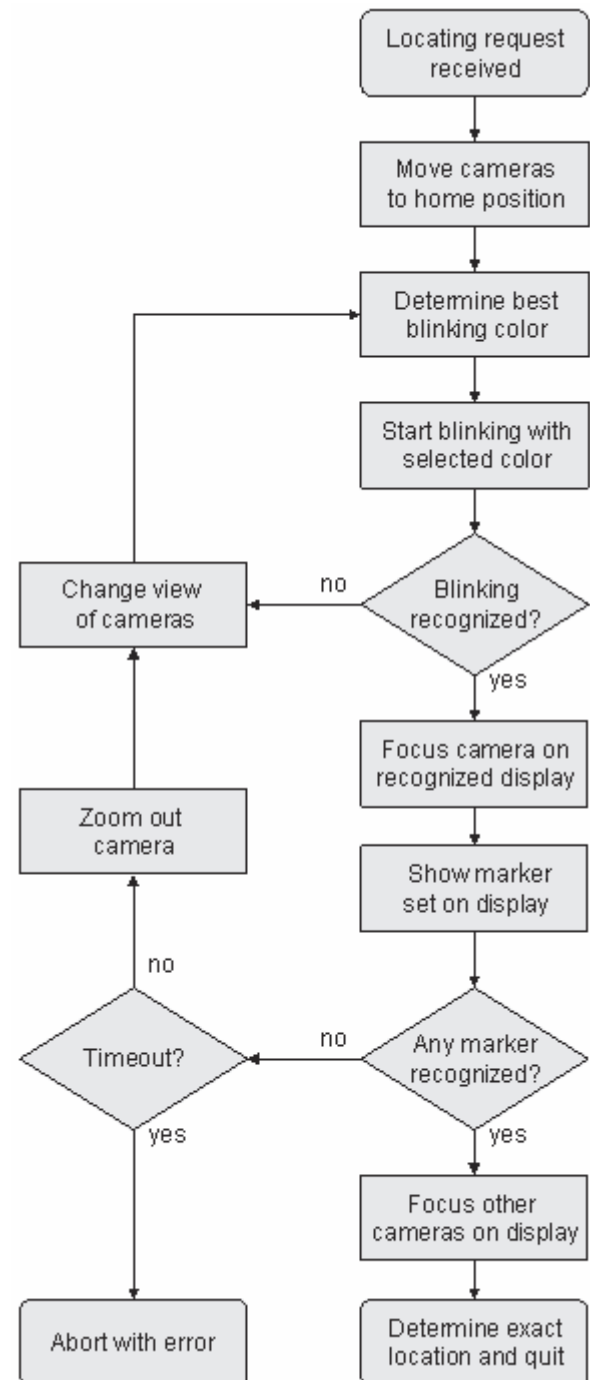 Locating request
received
Move cameras
to home position
Determine best
blinking color
Start blinking with
selected color
Change view
of cameras
no
Blinking
recognized?
yes
Focus camera on
recognized display
Zoom out
camera
Show marker
set on display
no
Timeout?
no
Any marker
recognized?
yes
yes
Focus other
cameras on display
Abort with error
Determine exact
location and quit